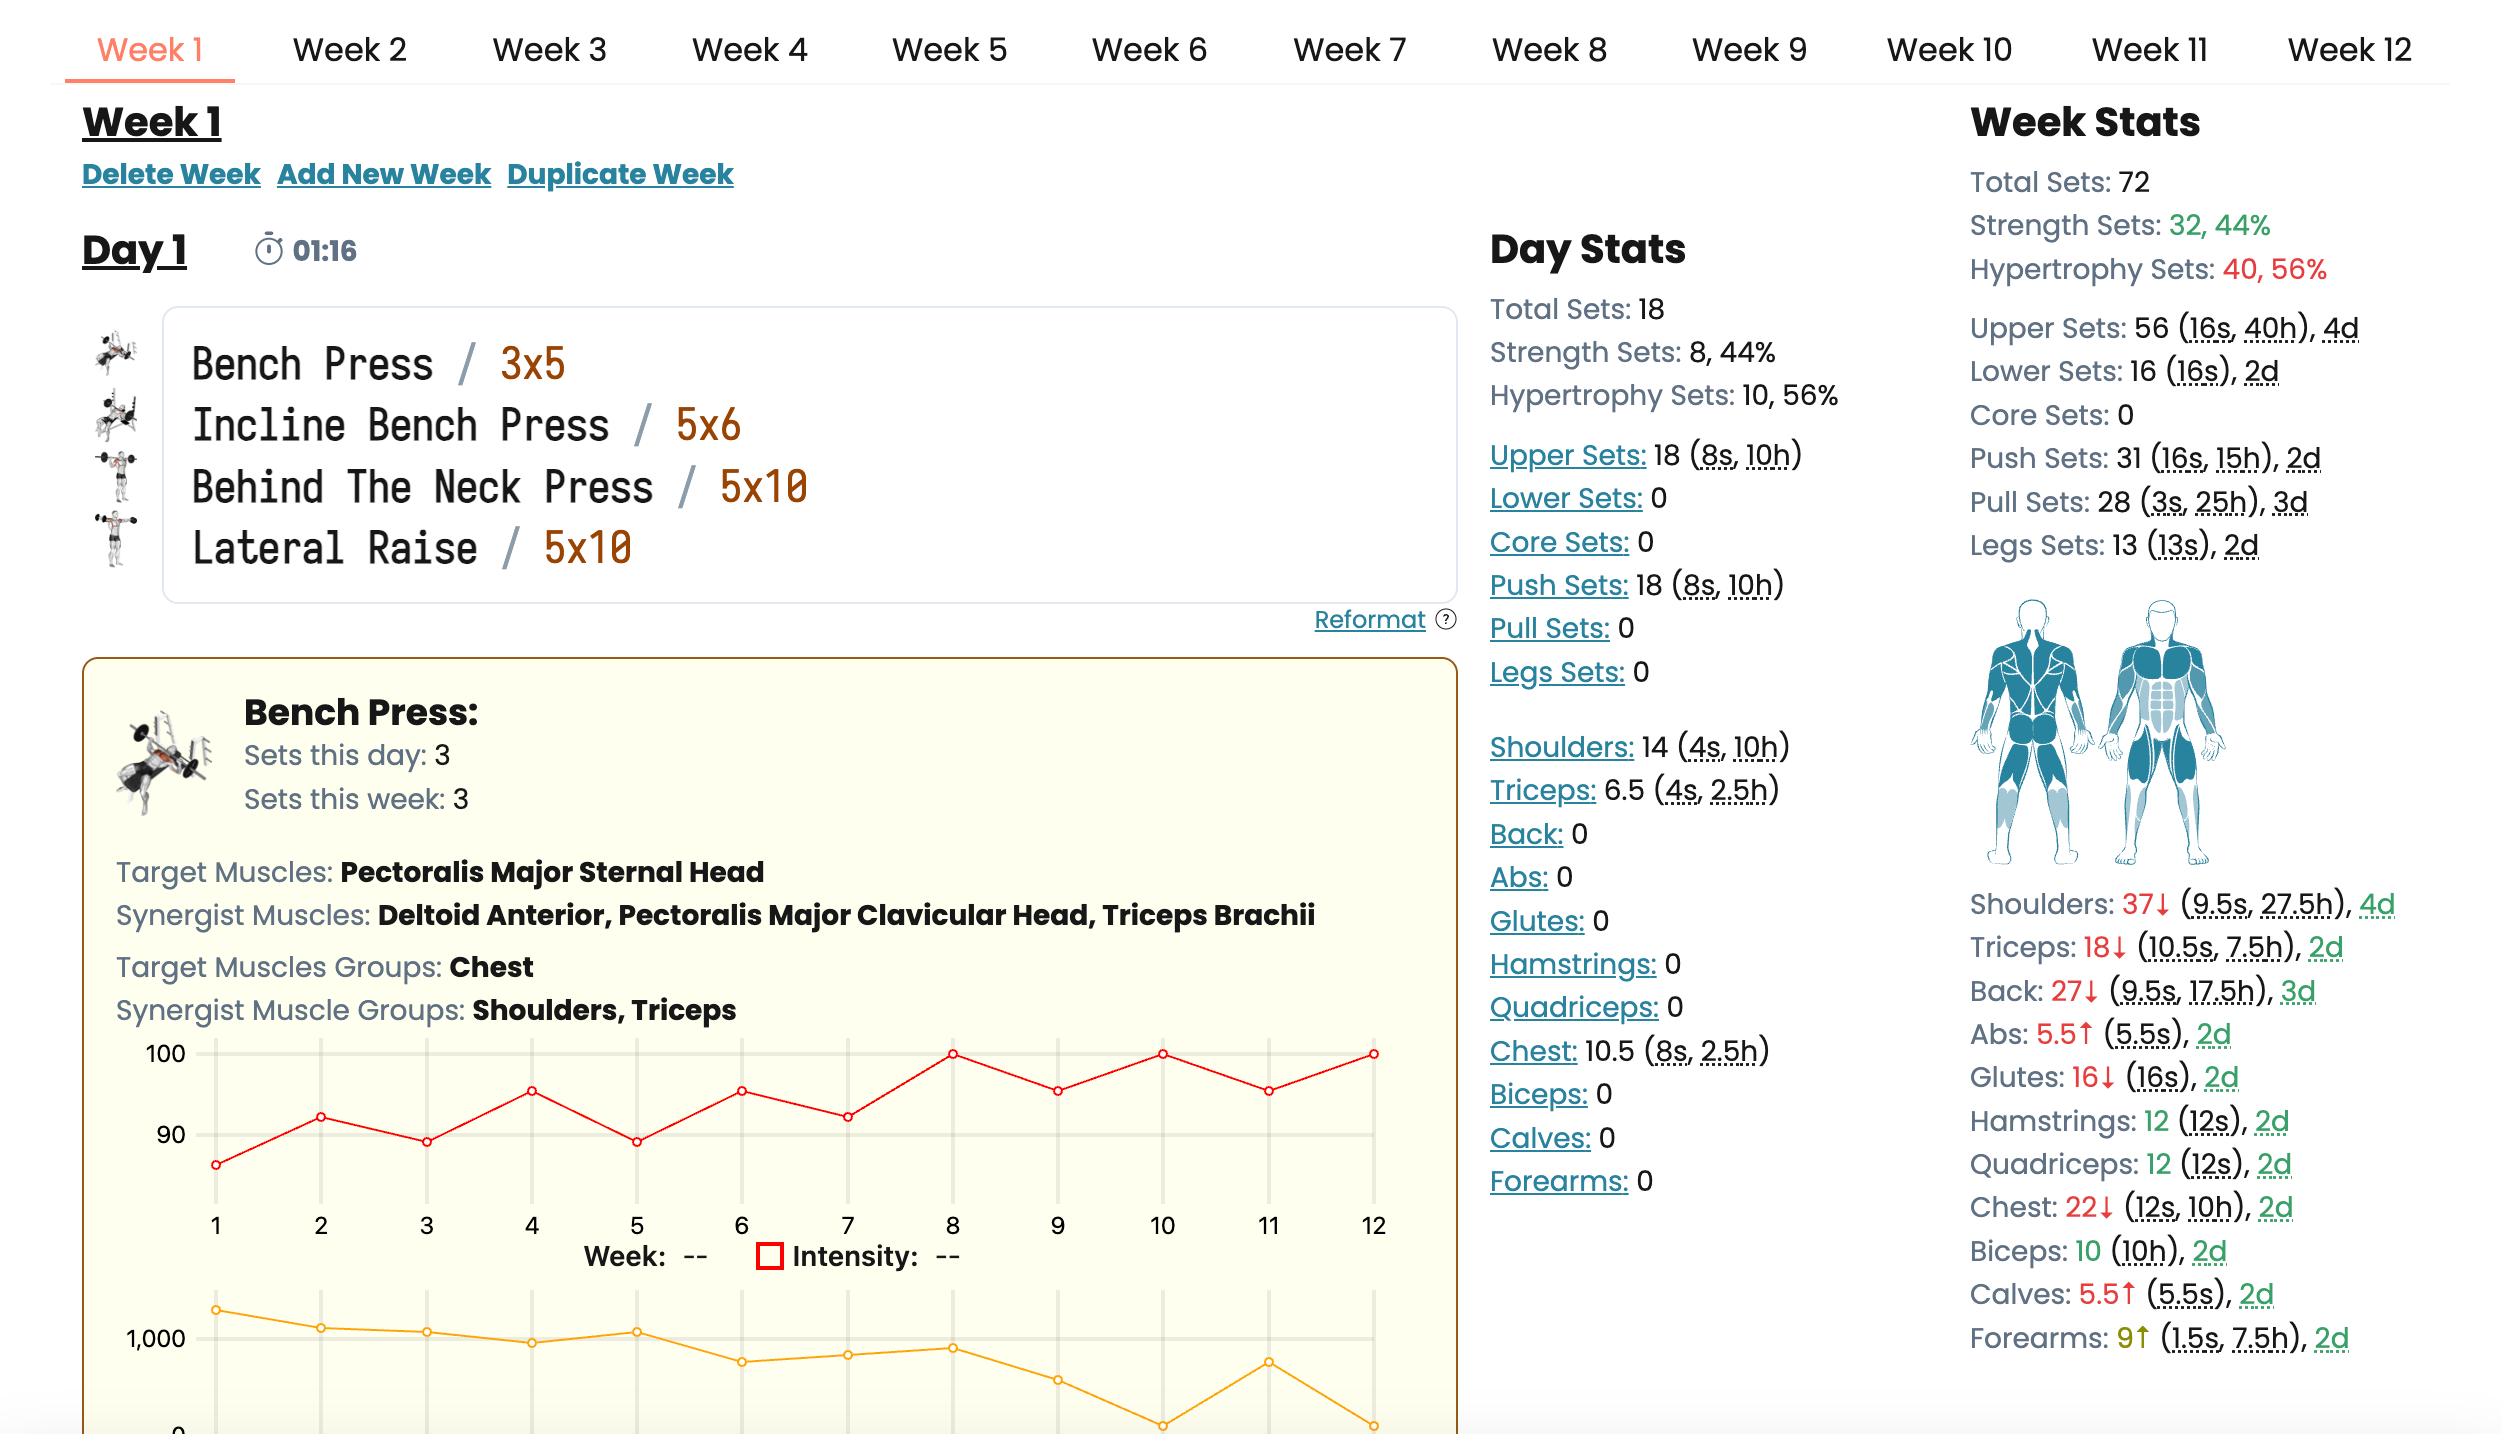 Week 1 Week 2 Week 3 Week 4 Week 5 Week 6 Week 7 Week 8 Week 9 Week 10 Week 11 Week 12
Week 1
Delete Week Add New Week Duplicate Week
Day 1 01:16
Bench Press / 3x5
Incline Bench Press / 5x6
Behind The Neck Press / 5x10
Lateral Raise / 5x10
Reformat ?
Bench Press:
Sets this day: 3
Sets this week: 3
Target Muscles: Pectoralis Major Sternal Head
Synergist Muscles: Deltoid Anterior, Pectoralis Major Clavicular Head, Triceps Brachii
Target Muscles Groups: Chest
Synergist Muscle Groups: Shoulders, Triceps
100
90
1 2 3 4 5 6 7 8 9 10 11 12
Week: -- Intensity: --
1,000
0
Day Stats
Total Sets: 18
Strength Sets: 8, 44%
Hypertrophy Sets: 10, 56%
Upper Sets: 18 (8s, 10h)
Lower Sets: 0
Core Sets: 0
Push Sets: 18 (8s, 10h)
Pull Sets: 0
Legs Sets: 0
Shoulders: 14 (4s, 10h)
Triceps: 6.5 (4s, 2.5h)
Back: 0
Abs: 0
Glutes: 0
Hamstrings: 0
Quadriceps: 0
Chest: 10.5 (8s, 2.5h)
Biceps: 0
Calves: 0
Forearms: 0
Week Stats
Total Sets: 72
Strength Sets: 32, 44%
Hypertrophy Sets: 40, 56%
Upper Sets: 56 (16s, 40h), 4d
Lower Sets: 16 (16s), 2d
Core Sets: 0
Push Sets: 31 (16s, 15h), 2d
Pull Sets: 28 (3s, 25h), 3d
Legs Sets: 13 (13s), 2d
Shoulders: 37↓ (9.5s, 27.5h), 4d
Triceps: 18↓ (10.5s, 7.5h), 2d
Back: 27↓ (9.5s, 17.5h), 3d
Abs: 5.5↑ (5.5s), 2d
Glutes: 16↓ (16s), 2d
Hamstrings: 12 (12s), 2d
Quadriceps: 12 (12s), 2d
Chest: 22↓ (12s, 10h), 2d
Biceps: 10 (10h), 2d
Calves: 5.5↑ (5.5s), 2d
Forearms: 9↑ (1.5s, 7.5h), 2d